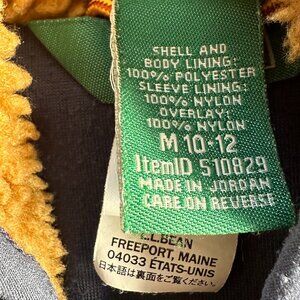 SHELL AND
BODY LINING:
100% POLYESTER
SLEEVE LINING:
100% NYLON
OVERLAY:
100% NYLON
M 10-12
ItemID 510829
MADE IN JORDAN
CARE ON REVERSE
L.L.BEAN
FREEPORT, MAINE
04033 ÉTATS-UNIS
日本語は裏面をご覧ください